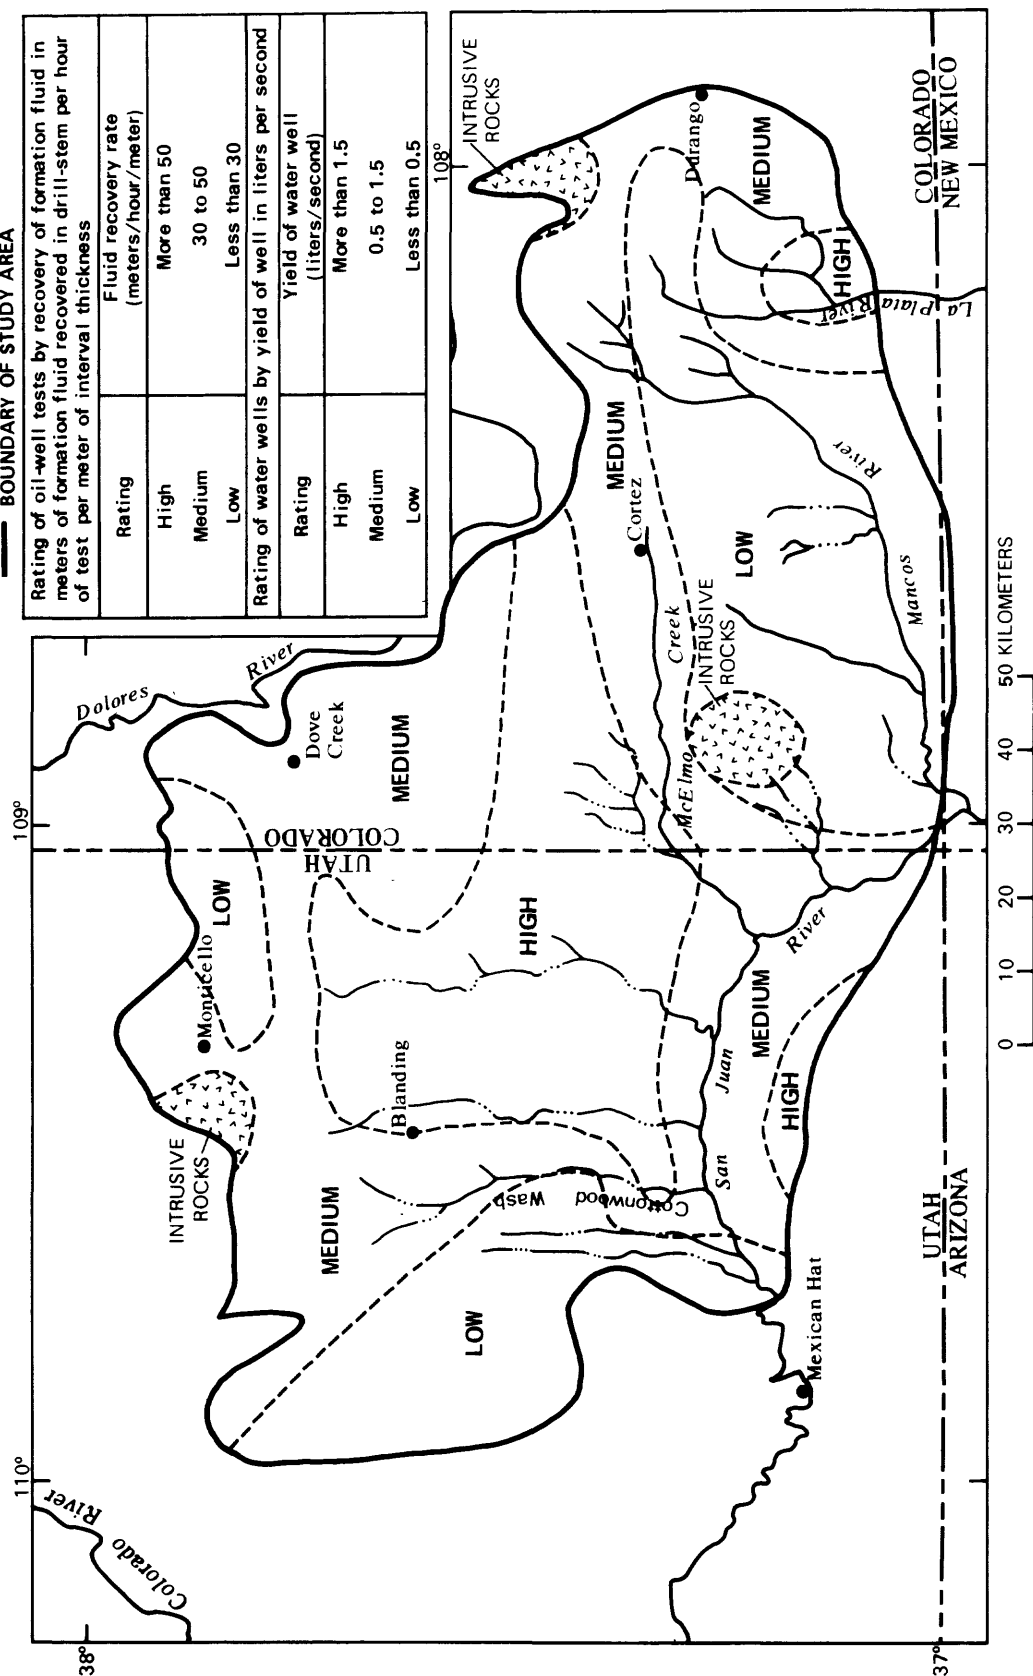 BOUNDARY OF STUDY AREA
Rating of oil-well tests by recovery of formation fluid in
meters of formation fluid recovered in drill-stem per hour
of test per meter of interval thickness
Rating
Fluid recovery rate
(meters/hour/meter)
High
More than 50
Medium
30 to 50
Low
Less than 30
Rating of water wells by yield of well in liters per second
Rating
Yield of water well
(liters/second)
High
More than 1.5
Medium
0.5 to 1.5
Low
Less than 0.5
110°
109°
108°
38°
37°
Colorado River
Dolores
River
INTRUSIVE
ROCKS
Monticello
LOW
Dove
Creek
MEDIUM
UTAH
COLORADO
MEDIUM
Blanding
HIGH
LOW
Cottonwood
Wash
INTRUSIVE
ROCKS
MEDIUM
Cortez
McElmo
Creek
INTRUSIVE
ROCKS
LOW
Durango
MEDIUM
HIGH
La Plata River
Mancos
River
San
Juan
River
MEDIUM
HIGH
Mexican Hat
UTAH
ARIZONA
COLORADO
NEW MEXICO
0 10 20 30 40 50 KILOMETERS